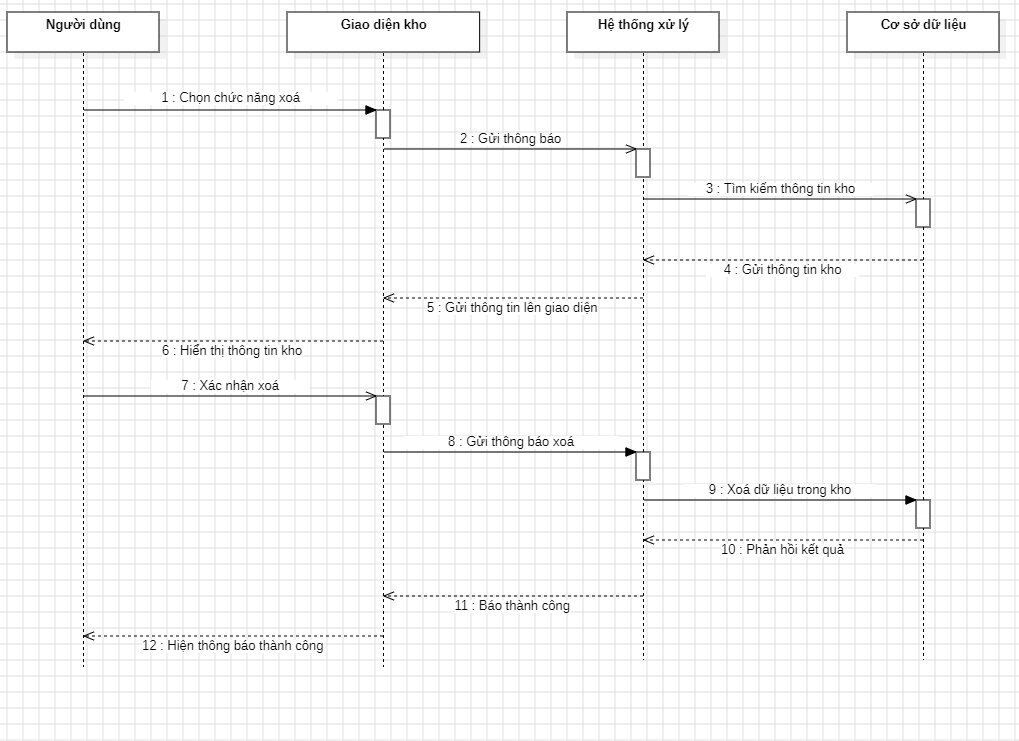 Người dùng
Giao diện kho
Hệ thống xử lý
Cơ sở dữ liệu
1 : Chọn chức năng xoá
2 : Gửi thông báo
3 : Tìm kiếm thông tin kho
4 : Gửi thông tin kho
5 : Gửi thông tin lên giao diện
6 : Hiển thị thông tin kho
7 : Xác nhận xoá
8 : Gửi thông báo xoá
9 : Xoá dữ liệu trong kho
10 : Phản hồi kết quả
11 : Báo thành công
12 : Hiện thông báo thành công